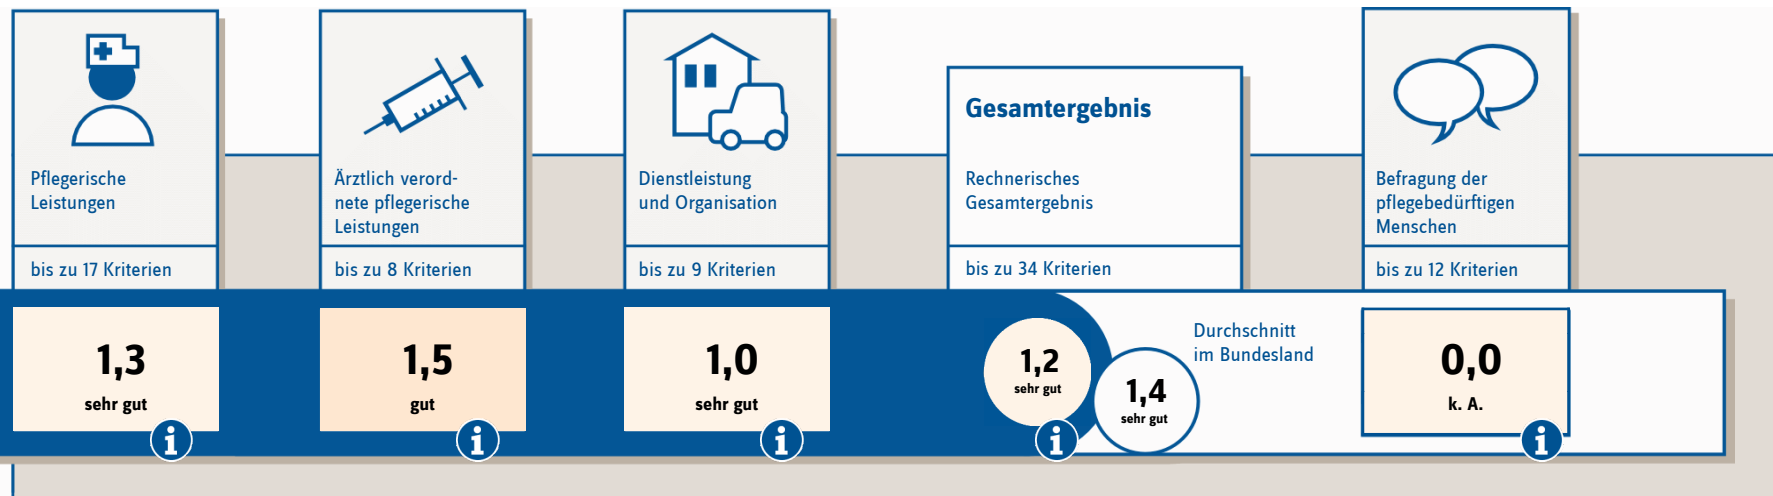 Pflegerische
Leistungen
bis zu 17 Kriterien
1,3
sehr gut
Ärztlich verord-
nete pflegerische
Leistungen
bis zu 8 Kriterien
1,5
gut
Dienstleistung
und Organisation
bis zu 9 Kriterien
1,0
sehr gut
Gesamtergebnis
Rechnerisches
Gesamtergebnis
bis zu 34 Kriterien
1,2
sehr gut
1,4
sehr gut
Durchschnitt
im Bundesland
Befragung der
pflegebedürftigen
Menschen
bis zu 12 Kriterien
0,0
k. A.